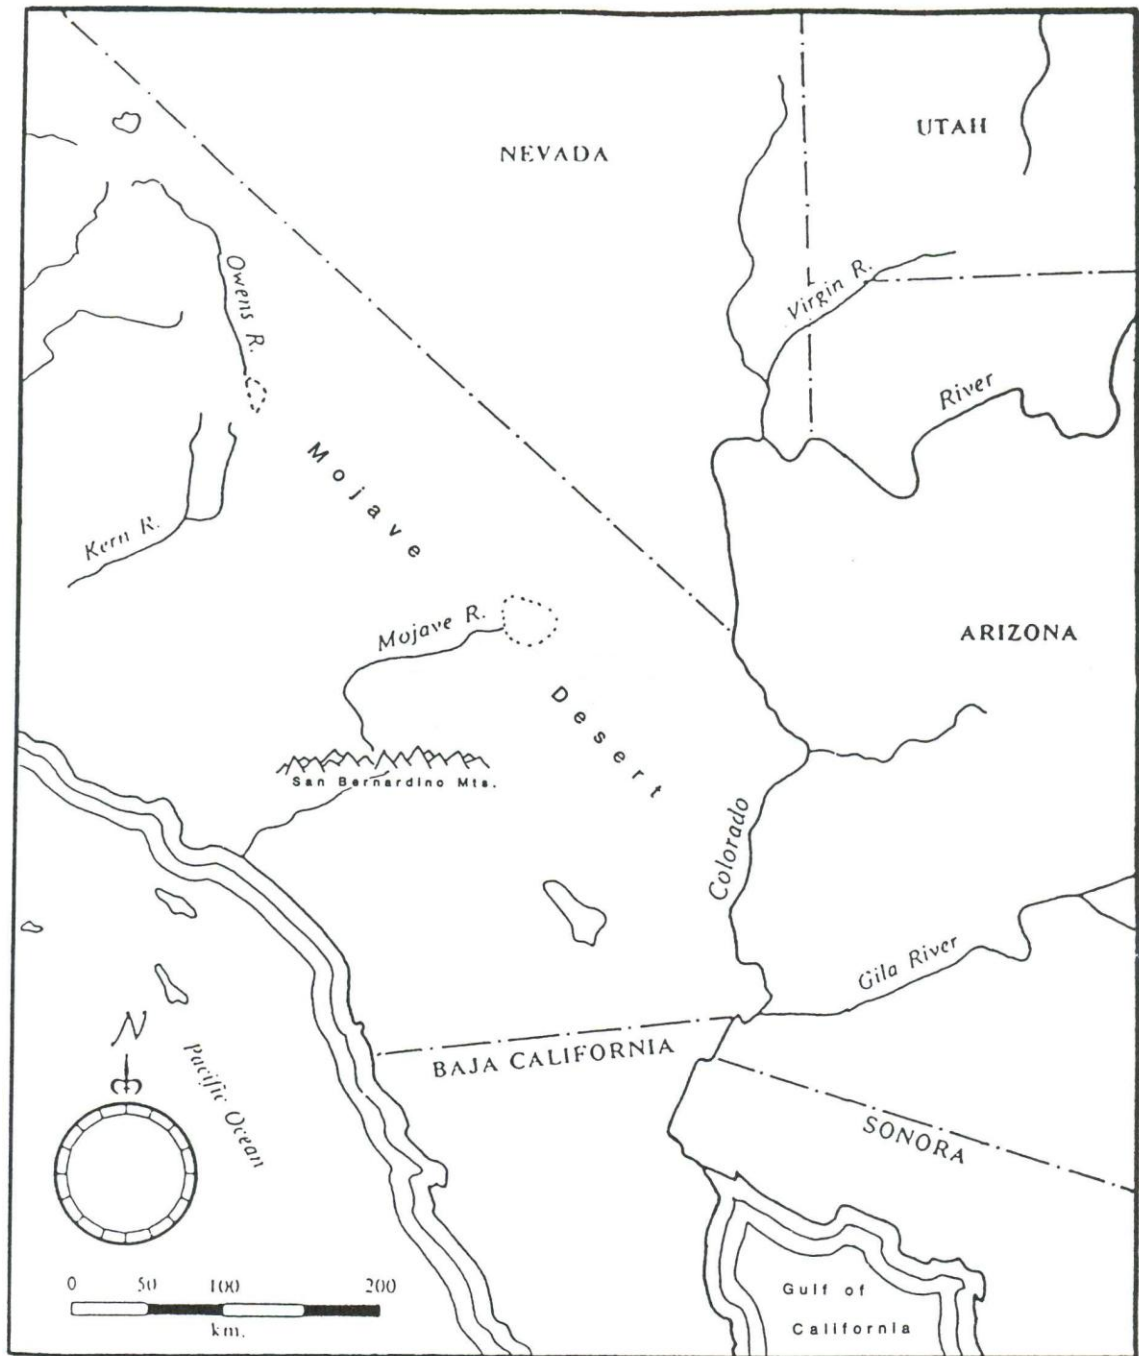 NEVADA
UTAH
Owens R.
Virgin R.
River
Mojave
Kern R.
Mojave R.
ARIZONA
Desert
San Bernardino Mts.
Colorado
Gila River
N
Pacific Ocean
BAJA CALIFORNIA
SONORA
0 50 100 200
km.
Gulf of
California